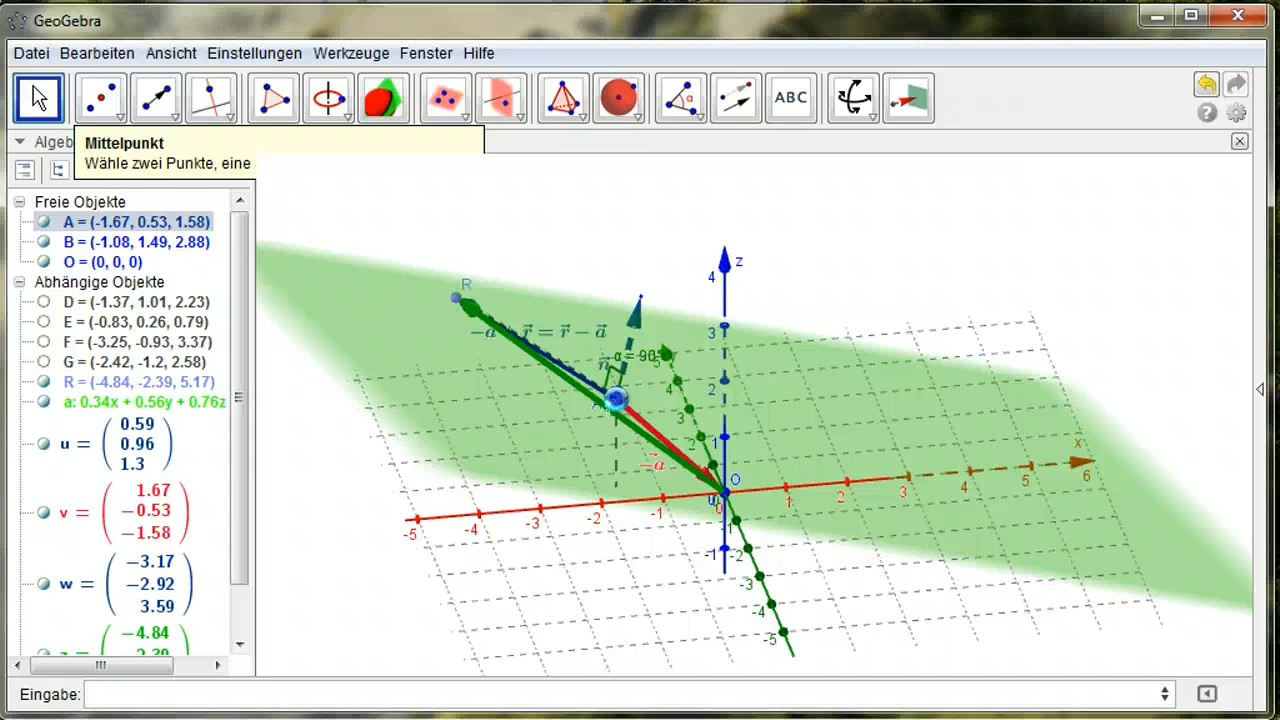 GeoGebra
Datei Bearbeiten Ansicht Einstellungen Werkzeuge Fenster Hilfe
ABC
Algeb
Mittelpunkt
Wähle zwei Punkte, eine
Freie Objekte
A = (-1.67, 0.53, 1.58)
B = (-1.08, 1.49, 2.88)
O = (0, 0, 0)
Abhängige Objekte
D = (-1.37, 1.01, 2.23)
E = (-0.83, 0.26, 0.79)
F = (-3.25, -0.93, 3.37)
G = (-2.42, -1.2, 2.58)
R = (-4.84, -2.39, 5.17)
a: 0.34x + 0.56y + 0.76z
u = ( 0.59
0.96
1.3 )
v = ( 1.67
−0.53
−1.58 )
w = ( −3.17
−2.92
3.59 )
−4.84
z
4
3
2
1
-1
R
r⃗ = r⃗ − a⃗
n⃗
α = 90
−a⃗
O
x
-5 -4 -3 -2 -1 0 1 2 3 4 5 6
4
3
2
-1
-2
-3
-4
-5
Eingabe: